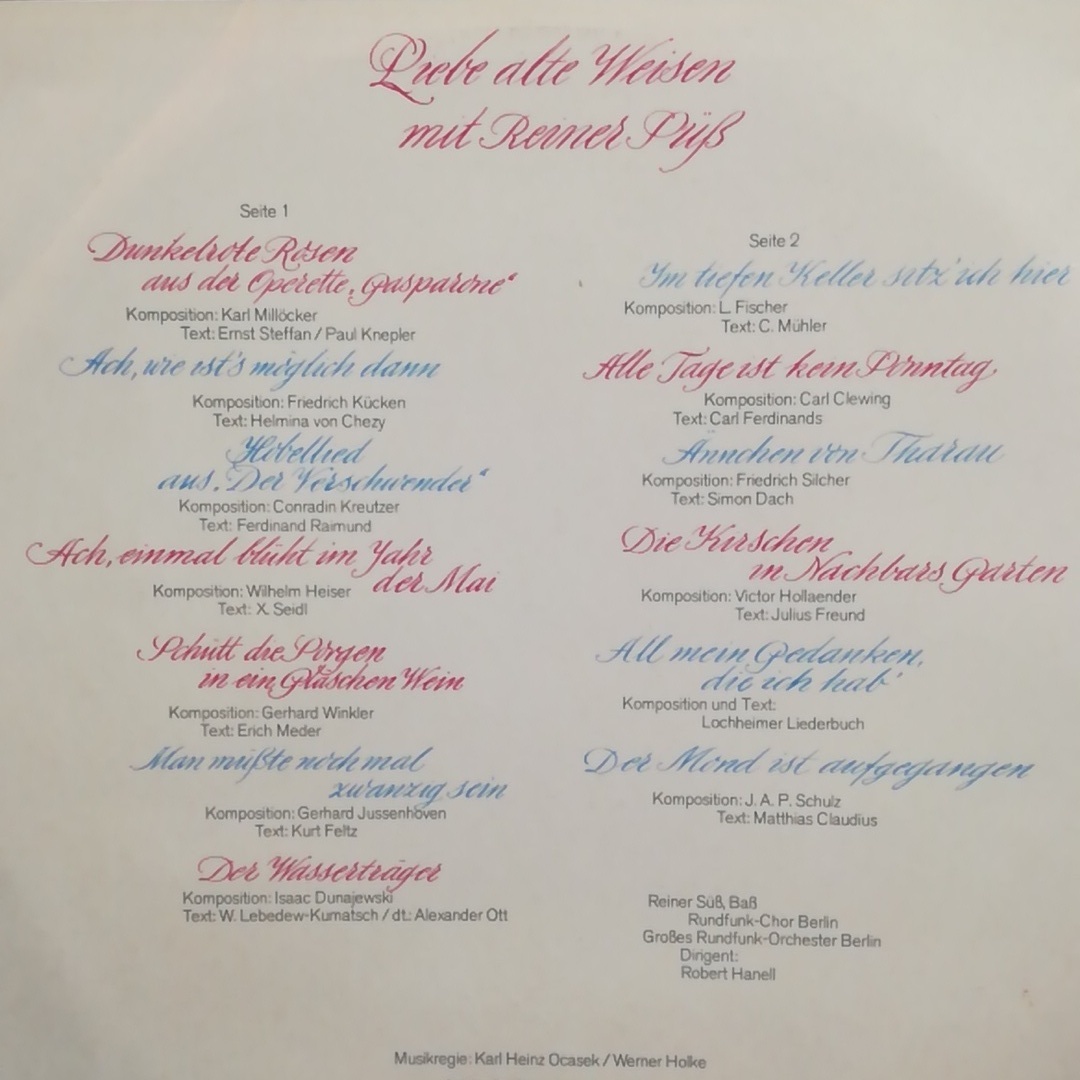 Liebe alte Weisen
mit Reiner Süß
Seite 1
Dunkelrote Rosen
aus der Operette „Gasparone“
Komposition: Karl Millöcker
Text: Ernst Steffan / Paul Knepler
Ach, wie ist's möglich dann
Komposition: Friedrich Kücken
Text: Helmina von Chezy
Hobellied
aus „Der Verschwender“
Komposition: Conradin Kreutzer
Text: Ferdinand Raimund
Ach, einmal blüht im Jahr
der Mai
Komposition: Wilhelm Heiser
Text: X. Seidl
Schütt die Sorgen
in ein Gläschen Wein
Komposition: Gerhard Winkler
Text: Erich Meder
Man müßte noch mal
zwanzig sein
Komposition: Gerhard Jussenhoven
Text: Kurt Feltz
Der Wasserträger
Komposition: Isaac Dunajewski
Text: W. Lebedew-Kumatsch / dt.: Alexander Ott
Seite 2
Im tiefen Keller sitz' ich hier
Komposition: L. Fischer
Text: C. Mühler
Alle Tage ist kein Sonntag
Komposition: Carl Clewing
Text: Carl Ferdinands
Ännchen von Tharau
Komposition: Friedrich Silcher
Text: Simon Dach
Die Kirschen
in Nachbars Garten
Komposition: Victor Hollaender
Text: Julius Freund
All mein Gedanken,
die ich hab'
Komposition und Text:
Lochheimer Liederbuch
Der Mond ist aufgegangen
Komposition: J. A. P. Schulz
Text: Matthias Claudius
Reiner Süß, Baß
Rundfunk-Chor Berlin
Großes Rundfunk-Orchester Berlin
Dirigent:
Robert Hanell
Musikregie: Karl Heinz Ocasek / Werner Holke